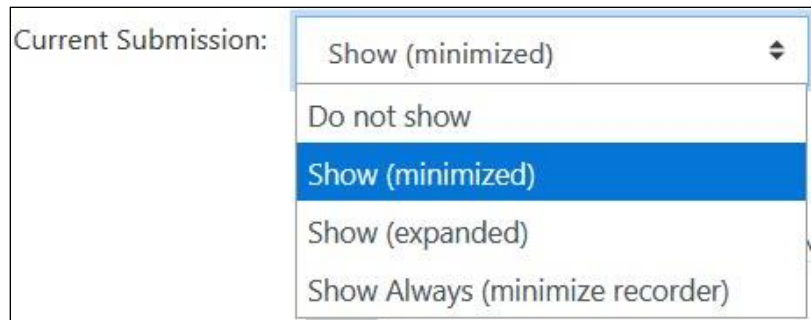 Current Submission: Show (minimized)
Do not show
Show (minimized)
Show (expanded)
Show Always (minimize recorder)